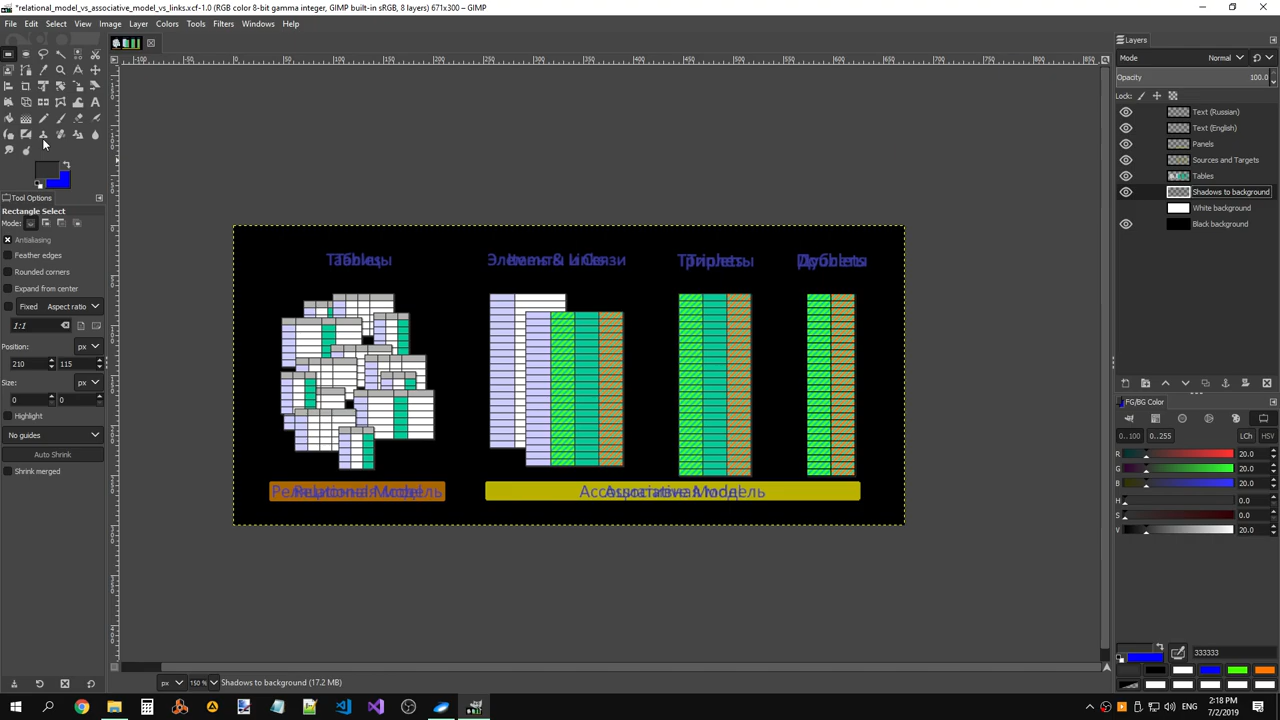 *relational_model_vs_associative_model_vs_links.xcf-1.0 (RGB color 8-bit gamma integer, GIMP built-in sRGB, 8 layers) 671x300 – GIMP
File Edit Select View Image Layer Colors Tools Filters Windows Help
Layers
Mode Normal
Opacity 100.0
Lock:
Text (Russian)
Text (English)
Panels
Sources and Targets
Tables
Shadows to background
White background
Black background
Tool Options
Rectangle Select
Mode:
Antialiasing
Feather edges
Rounded corners
Expand from center
Fixed Aspect ratio
1:1
Position: px
210 115
Size: px
0 0
Highlight
No guides
Auto Shrink
Shrink merged
FG/BG Color
0..100 0..255 LCh HSV
R 20.0
G 20.0
B 20.0
H 0.0
S 0.0
V 20.0
333333
px 150 % Shadows to background (17.2 MB)
2:18 PM
7/2/2019